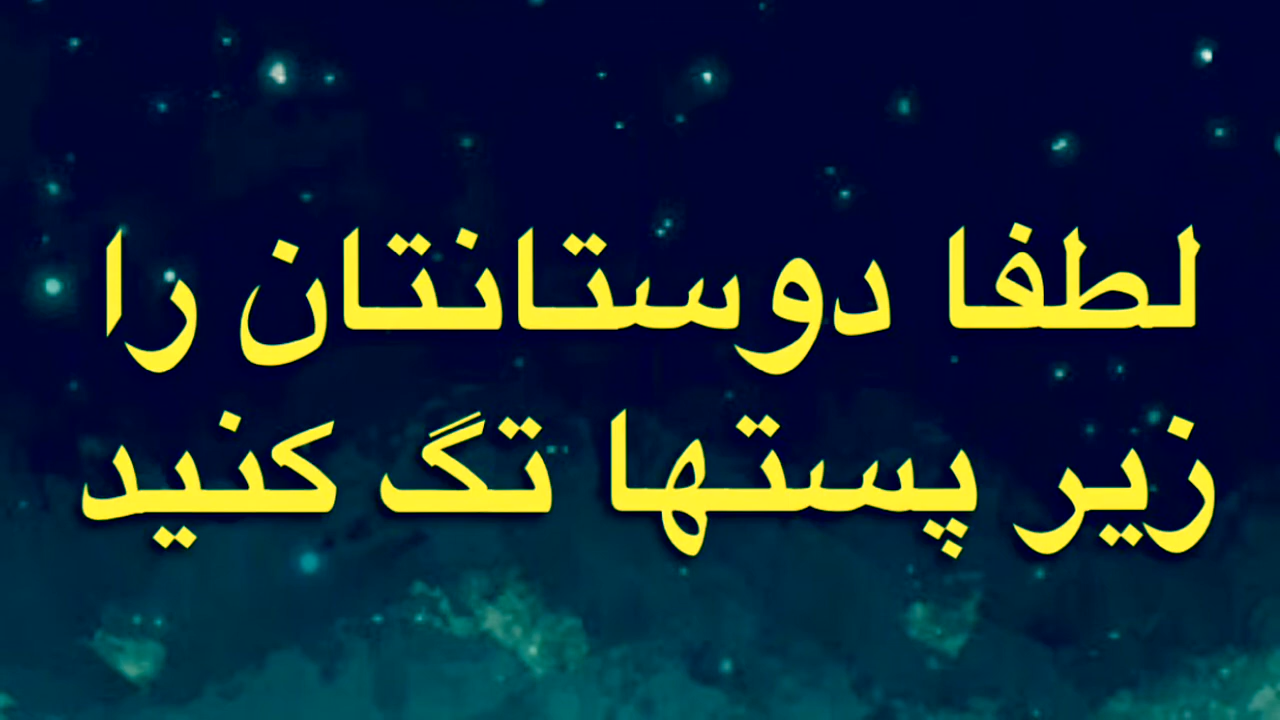 لطفا دوستانتان را
زیر پستها تگ کنید